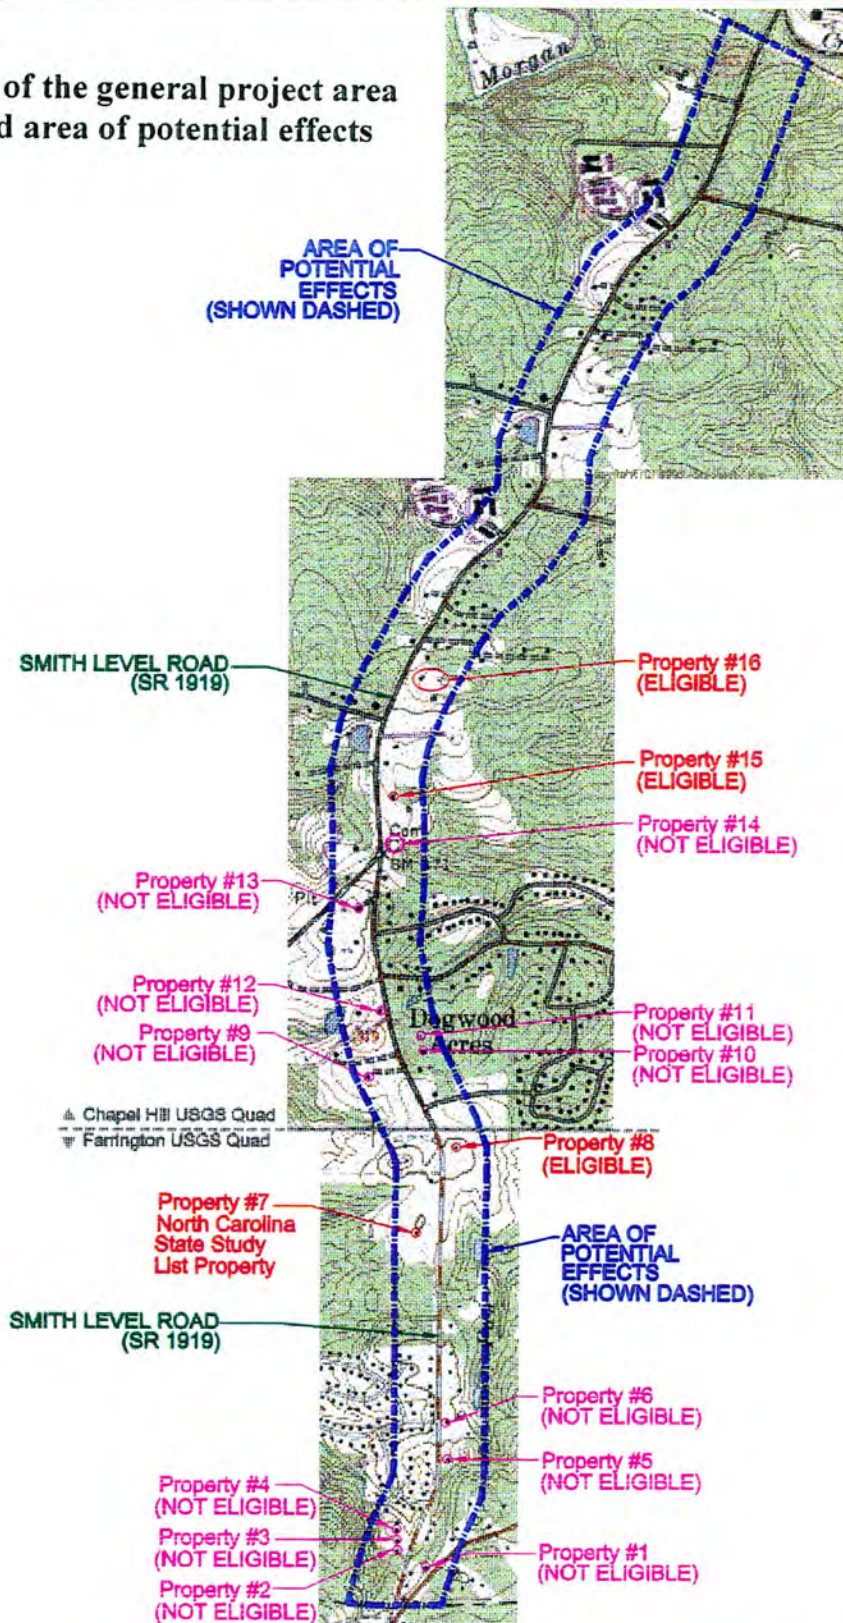 of the general project area
d area of potential effects
Morgan
AREA OF
POTENTIAL
EFFECTS
(SHOWN DASHED)
SMITH LEVEL ROAD
(SR 1919)
Property #16
(ELIGIBLE)
Property #15
(ELIGIBLE)
Property #14
(NOT ELIGIBLE)
Property #13
(NOT ELIGIBLE)
Property #12
(NOT ELIGIBLE)
Property #9
(NOT ELIGIBLE)
Dogwood
Acres
Property #11
(NOT ELIGIBLE)
Property #10
(NOT ELIGIBLE)
Chapel Hill USGS Quad
Farrington USGS Quad
Property #8
(ELIGIBLE)
Property #7
North Carolina
State Study
List Property
AREA OF
POTENTIAL
EFFECTS
(SHOWN DASHED)
SMITH LEVEL ROAD
(SR 1919)
Property #6
(NOT ELIGIBLE)
Property #5
(NOT ELIGIBLE)
Property #4
(NOT ELIGIBLE)
Property #3
(NOT ELIGIBLE)
Property #2
(NOT ELIGIBLE)
Property #1
(NOT ELIGIBLE)